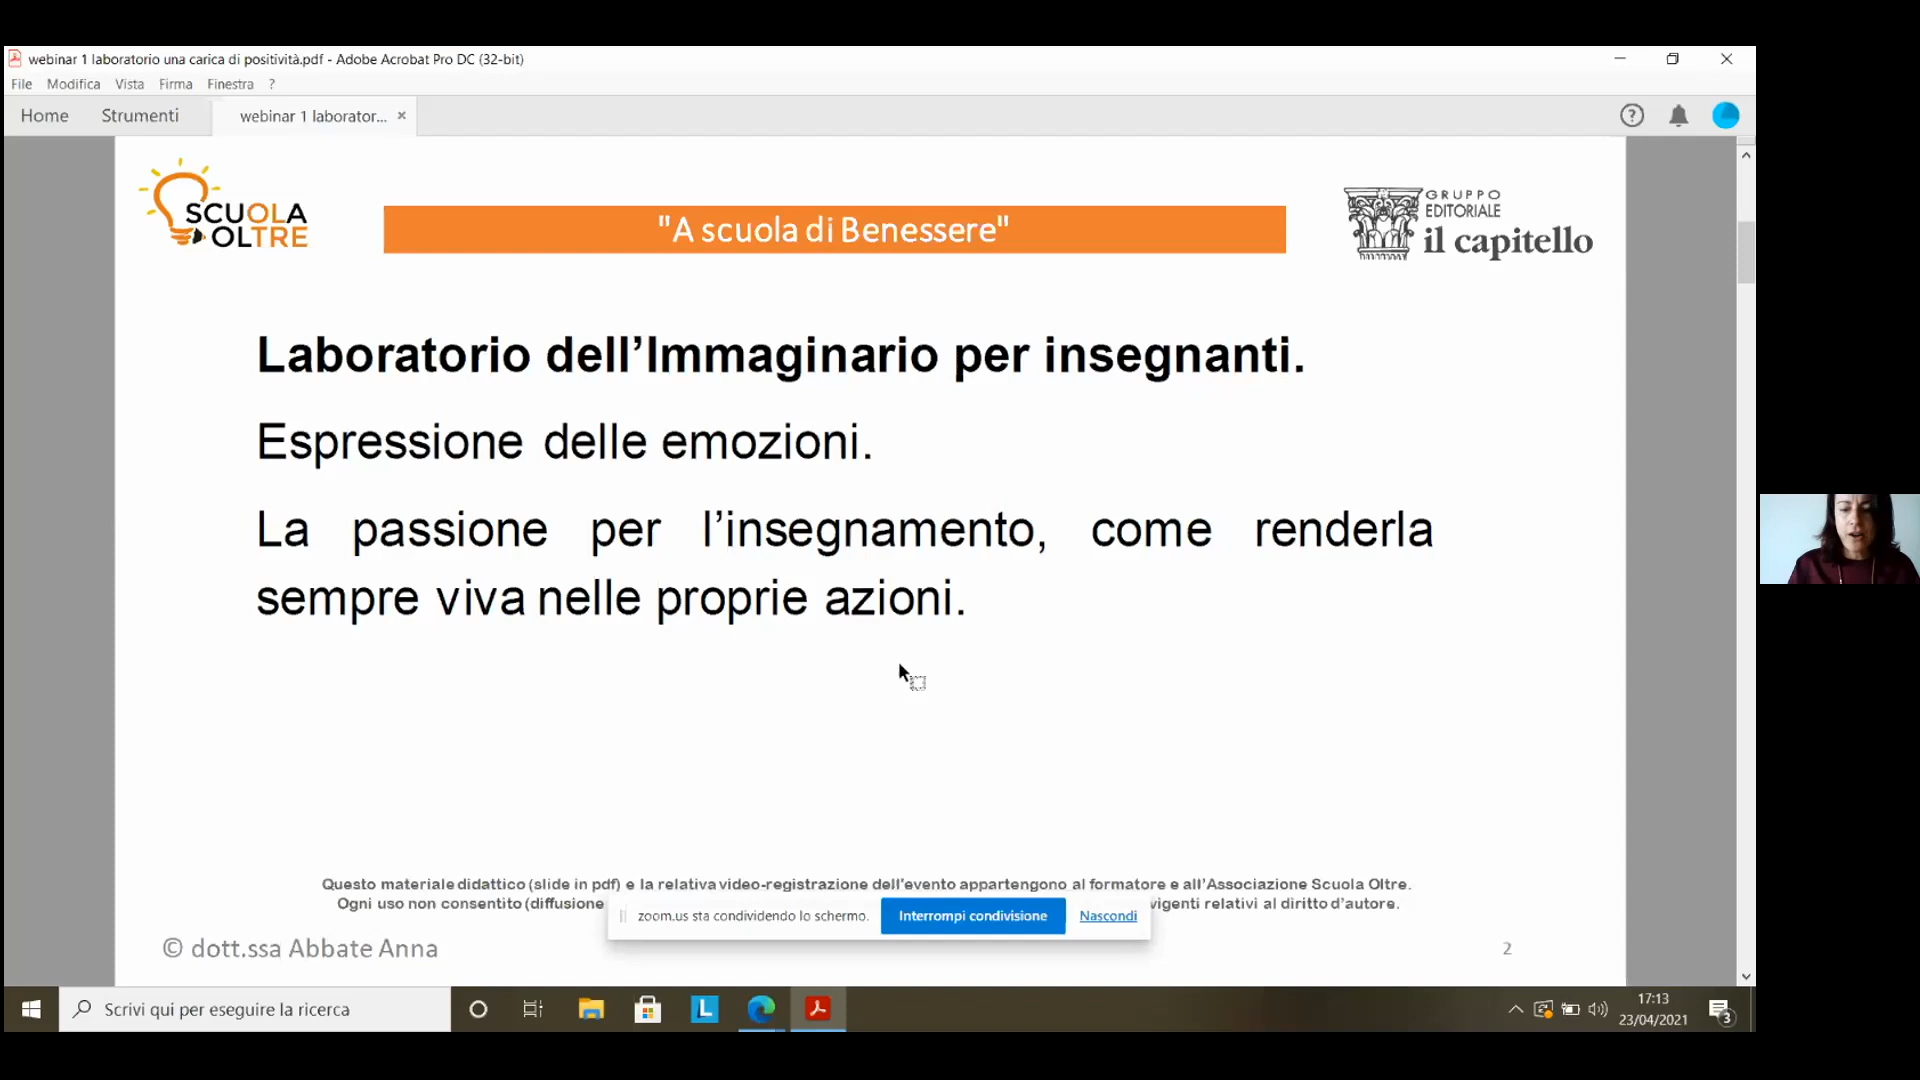 webinar 1 laboratorio una carica di positività.pdf - Adobe Acrobat Pro DC (32-bit)
File Modifica Vista Firma Finestra ?
Home Strumenti webinar 1 laborator... ×
SCUOLA
OLTRE
"A scuola di Benessere"
GRUPPO
EDITORIALE
il capitello
Laboratorio dell’Immaginario per insegnanti.
Espressione delle emozioni.
La passione per l’insegnamento, come renderla
sempre viva nelle proprie azioni.
Questo materiale didattico (slide in pdf) e la relativa video-registrazione dell'evento appartengono al formatore e all’Associazione Scuola Oltre.
Ogni uso non consentito (diffusione
vigenti relativi al diritto d’autore.
zoom.us sta condividendo lo schermo. Interrompi condivisione Nascondi
© dott.ssa Abbate Anna
2
Scrivi qui per eseguire la ricerca
L
17:13
23/04/2021
3